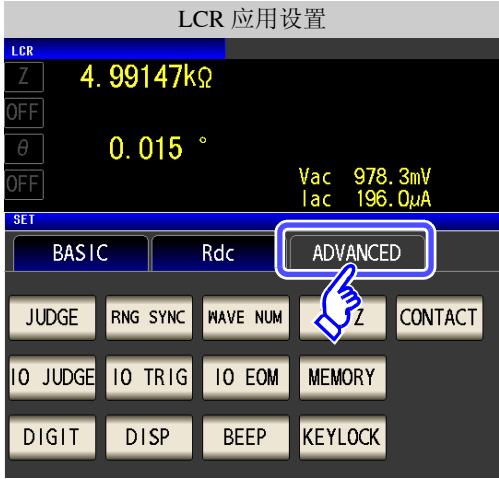 LCR 应用设置
LCR
Z 4.99147kΩ
OFF
θ 0.015 °
OFF
Vac 978.3mV
Iac 196.0μA
SET
BASIC Rdc ADVANCED
JUDGE RNG SYNC WAVE NUM Z CONTACT
IO JUDGE IO TRIG IO EOM MEMORY
DIGIT DISP BEEP KEYLOCK